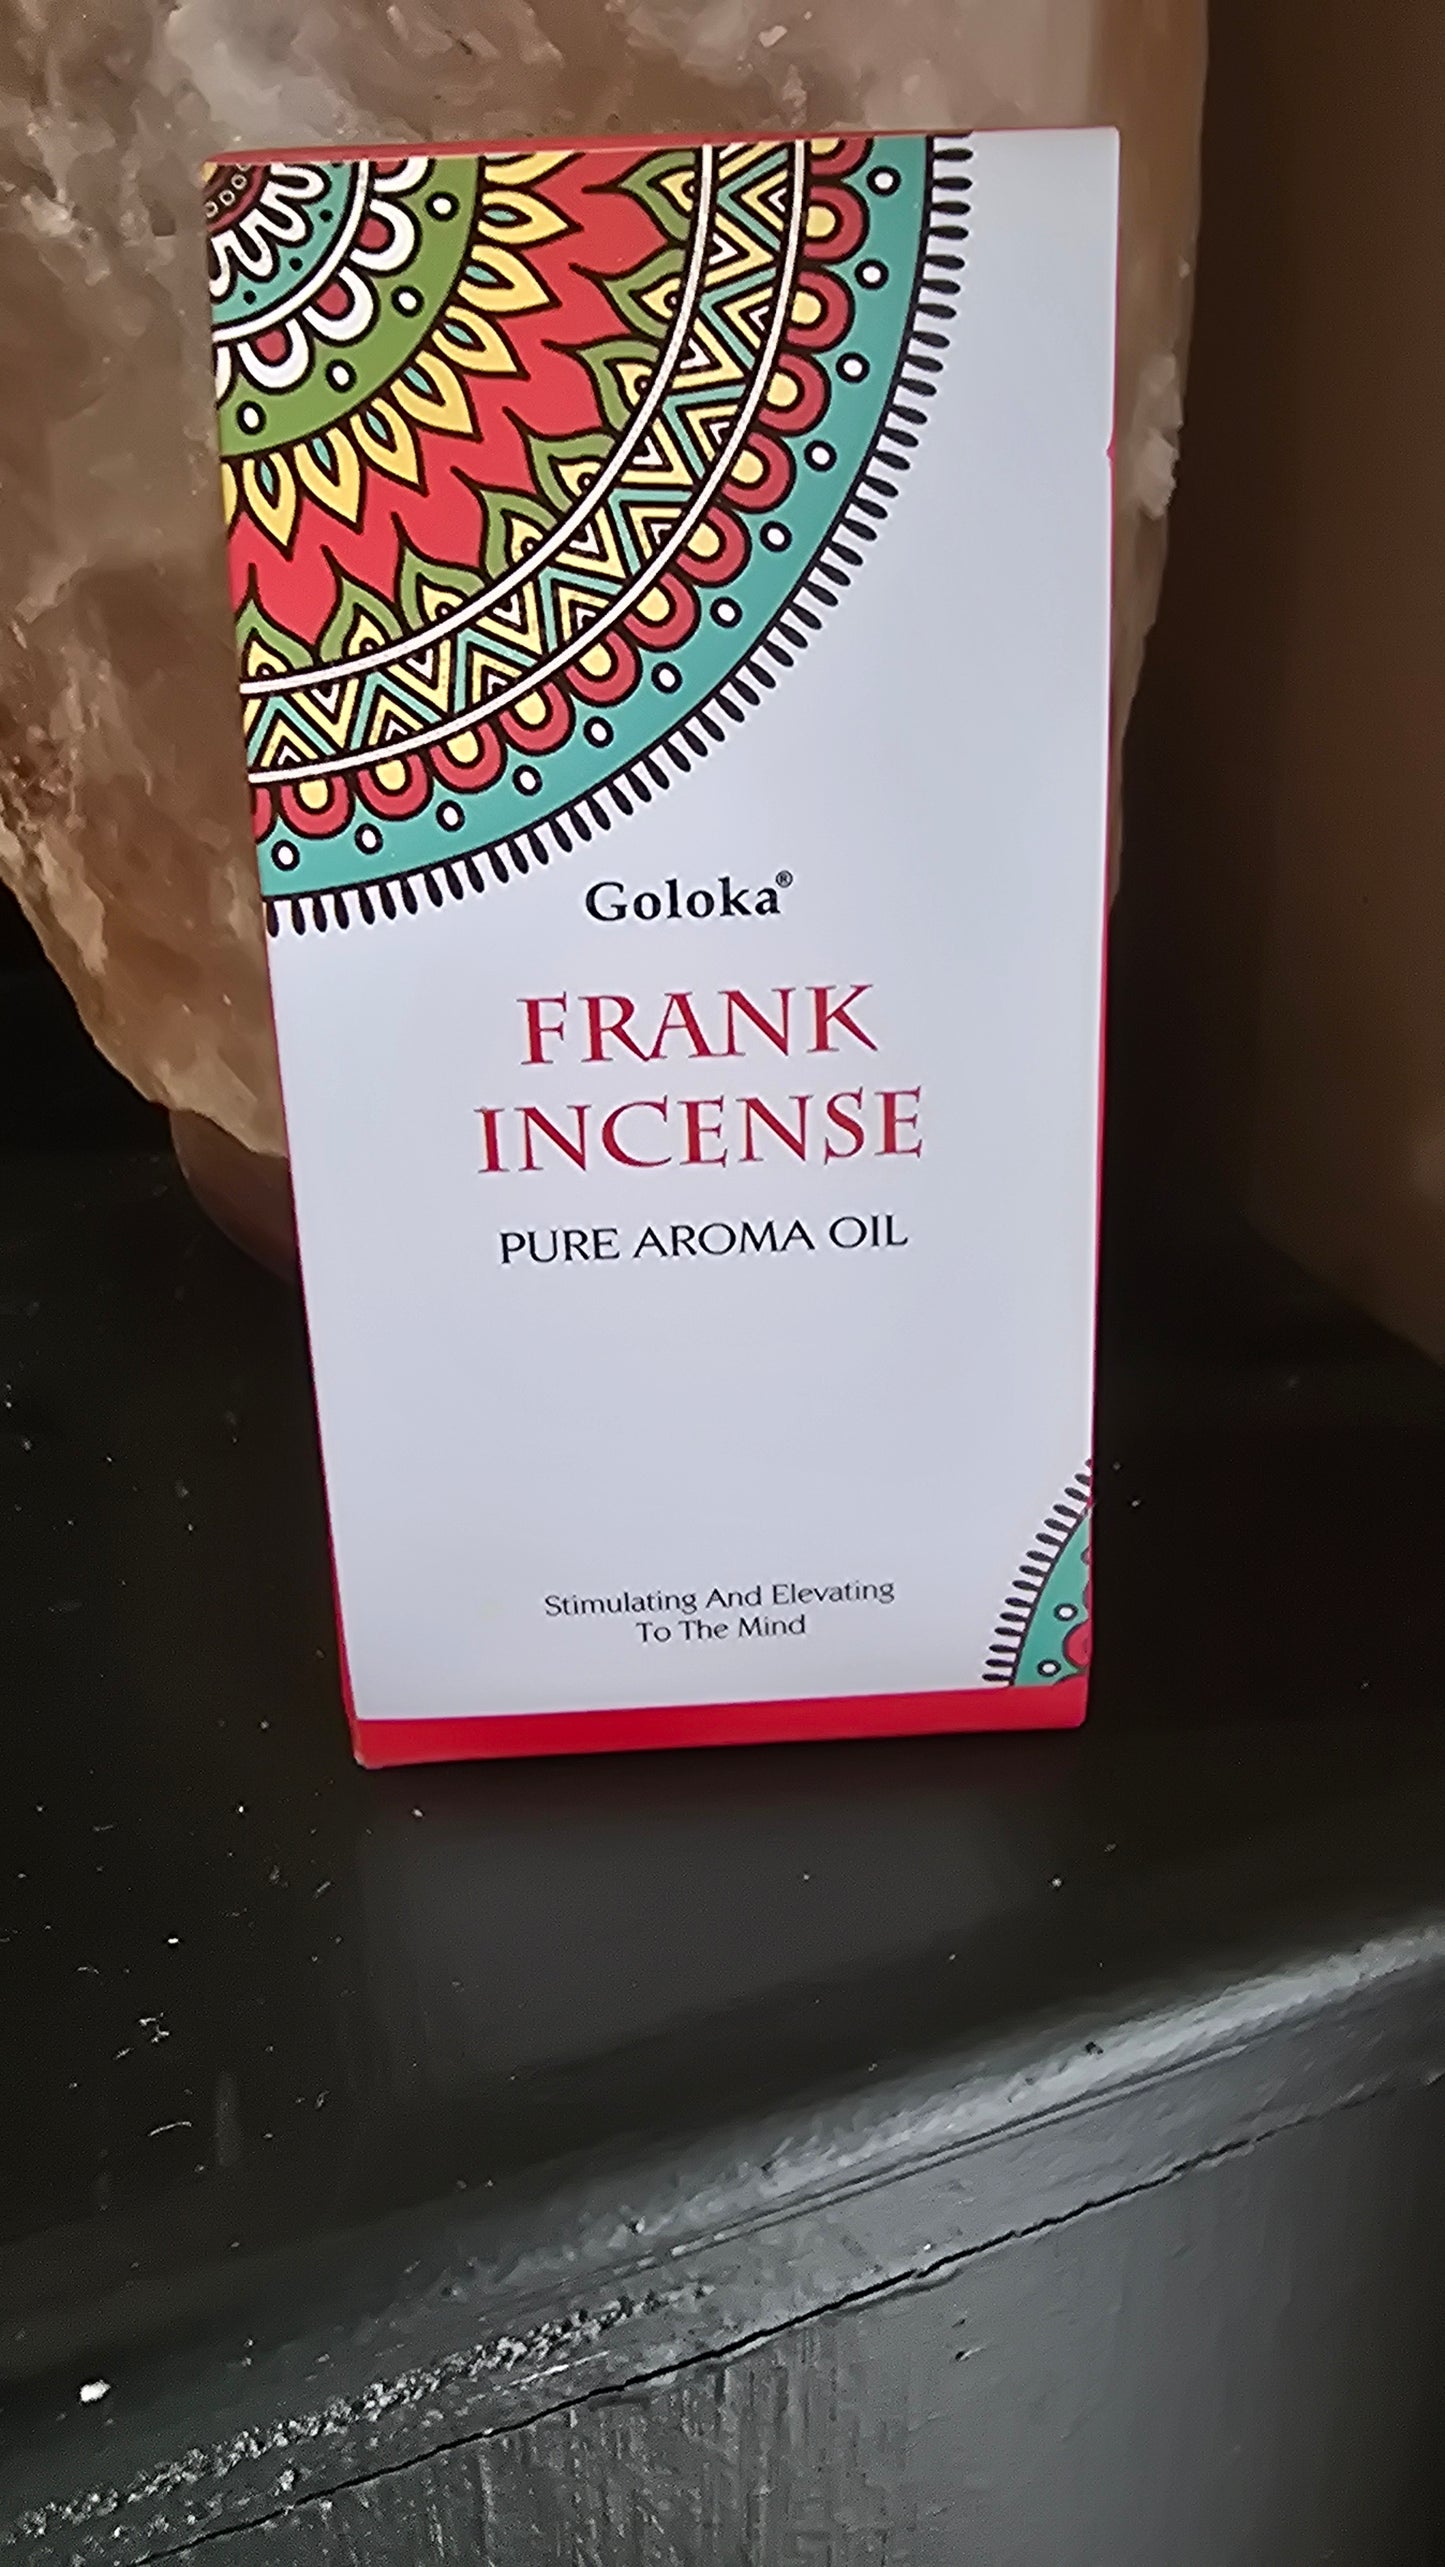 Goloka®
FRANK
INCENSE
PURE AROMA OIL
Stimulating And Elevating
To The Mind